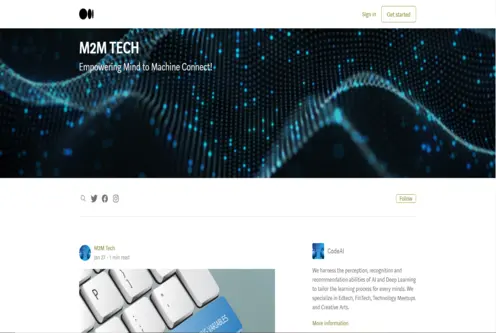 Sign in
Get started
M2M TECH
Empowering Mind to Machine Connect!
Follow
M2M Tech
Jan 27 · 1 min read
CodeAI
We harness the perception, recognition and
recommendation abilities of AI and Deep Learning
to tailor the learning process for every minds. We
specialize in Edtech, FitTech, Technology Meetups
and Creative Arts.
More information
P
VARIABLES